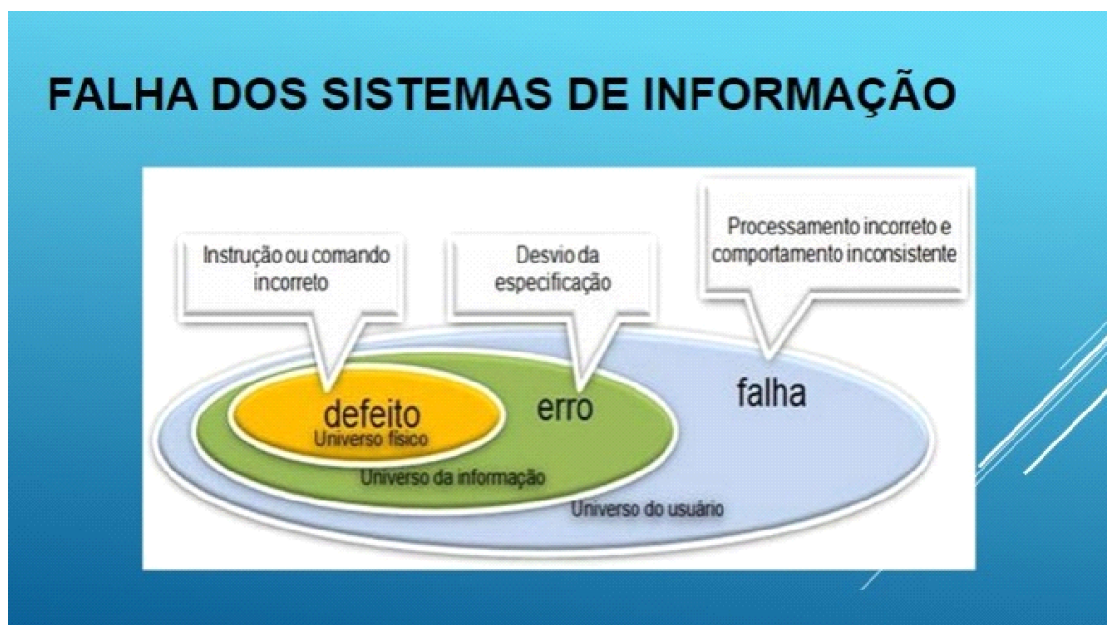 FALHA DOS SISTEMAS DE INFORMAÇÃO
Instrução ou comando
incorreto
Desvio da
especificação
Processamento incorreto e
comportamento inconsistente
defeito
Universo físico
erro
Universo da informação
falha
Universo do usuário